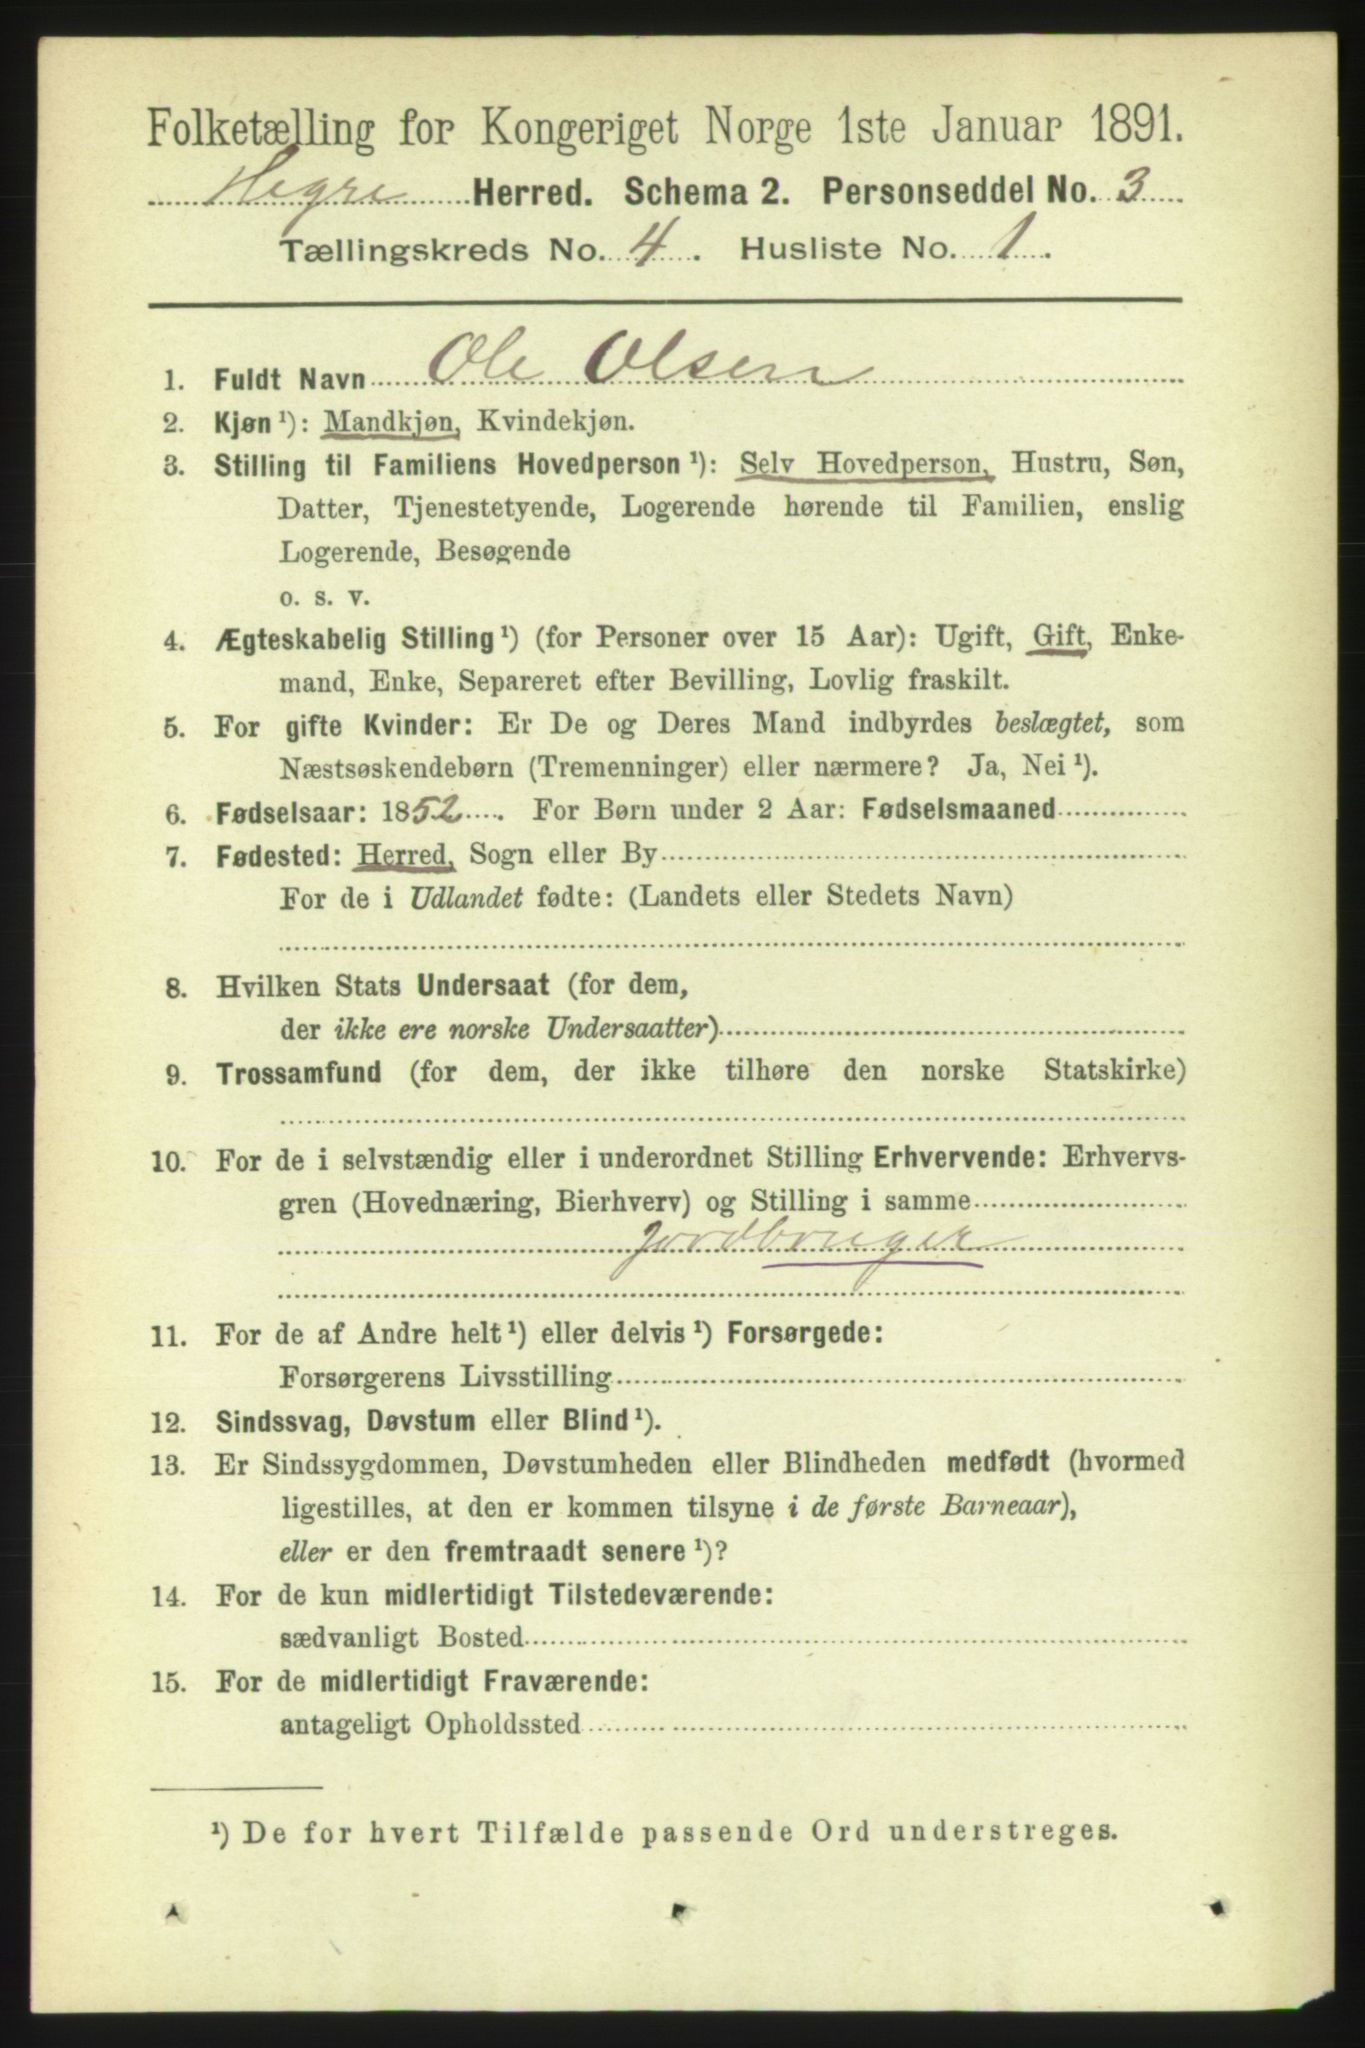 Folketælling for Kongeriget Norge 1ste Januar 1891.
Hegre Herred. Schema 2. Personseddel No. 3
Tællingskreds No. 4. Husliste No. 1.
1. Fuldt Navn Ole Olsen
2. Kjøn ¹): Mandkjøn, Kvindekjøn.
3. Stilling til Familiens Hovedperson ¹): Selv Hovedperson, Hustru, Søn,
Datter, Tjenestetyende, Logerende hørende til Familien, enslig
Logerende, Besøgende
o. s. v.
4. Ægteskabelig Stilling ¹) (for Personer over 15 Aar): Ugift, Gift, Enke-
mand, Enke, Separeret efter Bevilling, Lovlig fraskilt.
5. For gifte Kvinder: Er De og Deres Mand indbyrdes beslægtet, som
Næstsøskendebørn (Tremenninger) eller nærmere? Ja, Nei ¹).
6. Fødselsaar: 1852. For Børn under 2 Aar: Fødselsmaaned
7. Fødested: Herred, Sogn eller By
For de i Udlandet fødte: (Landets eller Stedets Navn)
8. Hvilken Stats Undersaat (for dem,
der ikke ere norske Undersaatter)
9. Trossamfund (for dem, der ikke tilhøre den norske Statskirke)
10. For de i selvstændig eller i underordnet Stilling Erhvervende: Erhvervs-
gren (Hovednæring, Bierhverv) og Stilling i samme
Jordbruger
11. For de af Andre helt ¹) eller delvis ¹) Forsørgede:
Forsørgerens Livsstilling
12. Sindssvag, Døvstum eller Blind ¹).
13. Er Sindssygdommen, Døvstumheden eller Blindheden medfødt (hvormed
ligestilles, at den er kommen tilsyne i de første Barneaar),
eller er den fremtraadt senere ¹)?
14. For de kun midlertidigt Tilstedeværende:
sædvanligt Bosted
15. For de midlertidigt Fraværende:
antageligt Opholdssted
¹) De for hvert Tilfælde passende Ord understreges.